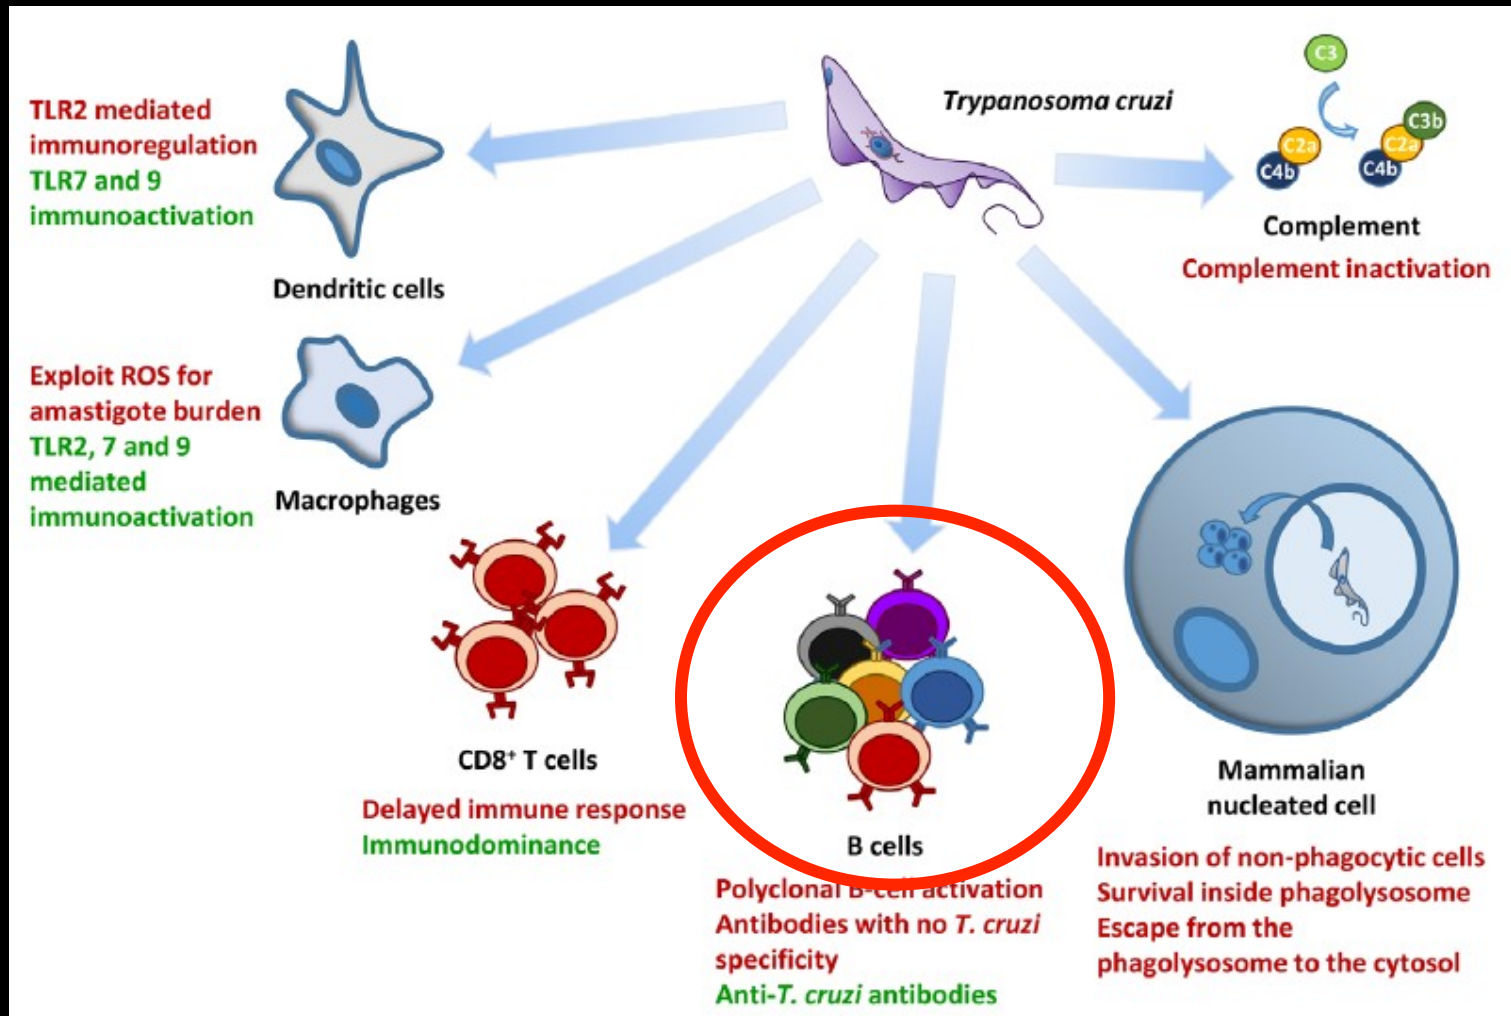 Trypanosoma cruzi
C3
C2a
C4b
C3b
C2a
C4b
Complement
Complement inactivation
TLR2 mediated
immunoregulation
TLR7 and 9
immunoactivation
Dendritic cells
Exploit ROS for
amastigote burden
TLR2, 7 and 9
mediated
immunoactivation
Macrophages
CD8⁺ T cells
Delayed immune response
Immunodominance
B cells
Polyclonal B-cell activation
Antibodies with no T. cruzi
specificity
Anti-T. cruzi antibodies
Mammalian
nucleated cell
Invasion of non-phagocytic cells
Survival inside phagolysosome
Escape from the
phagolysosome to the cytosol